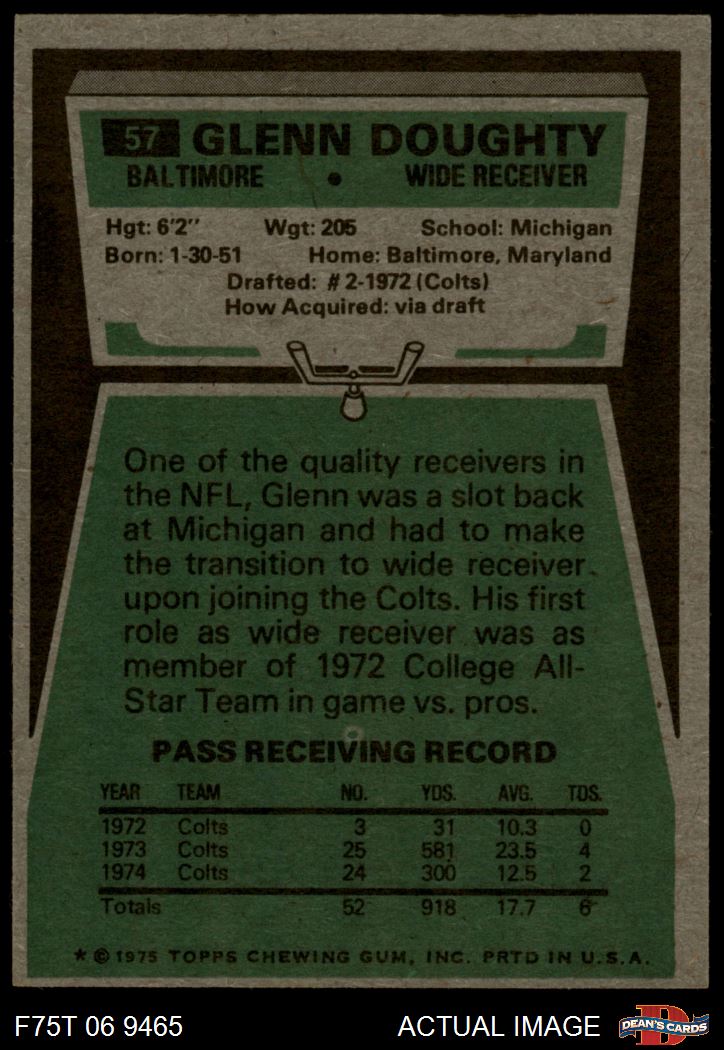 57 GLENN DOUGHTY
BALTIMORE • WIDE RECEIVER
Hgt: 6'2" Wgt: 205 School: Michigan
Born: 1-30-51 Home: Baltimore, Maryland
Drafted: # 2-1972 (Colts)
How Acquired: via draft
One of the quality receivers in
the NFL, Glenn was a slot back
at Michigan and had to make
the transition to wide receiver
upon joining the Colts. His first
role as wide receiver was as
member of 1972 College All-
Star Team in game vs. pros.
PASS RECEIVING RECORD
YEAR TEAM NO. YDS. AVG. TDS.
1972 Colts 3 31 10.3 0
1973 Colts 25 581 23.5 4
1974 Colts 24 300 12.5 2
Totals 52 918 17.7 6
* © 1975 TOPPS CHEWING GUM, INC. PRTD IN U.S.A.
F75T 06 9465 ACTUAL IMAGE D DEAN'S CARDS